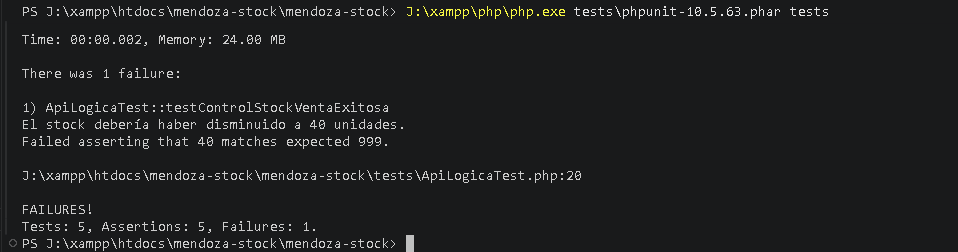 PS J:\xampp\htdocs\mendoza-stock\mendoza-stock> J:\xampp\php\php.exe tests\phpunit-10.5.63.phar tests
Time: 00:00.002, Memory: 24.00 MB
There was 1 failure:
1) ApiLogicaTest::testControlStockVentaExitosa
El stock debería haber disminuido a 40 unidades.
Failed asserting that 40 matches expected 999.
J:\xampp\htdocs\mendoza-stock\mendoza-stock\tests\ApiLogicaTest.php:20
FAILURES!
Tests: 5, Assertions: 5, Failures: 1.
PS J:\xampp\htdocs\mendoza-stock\mendoza-stock>